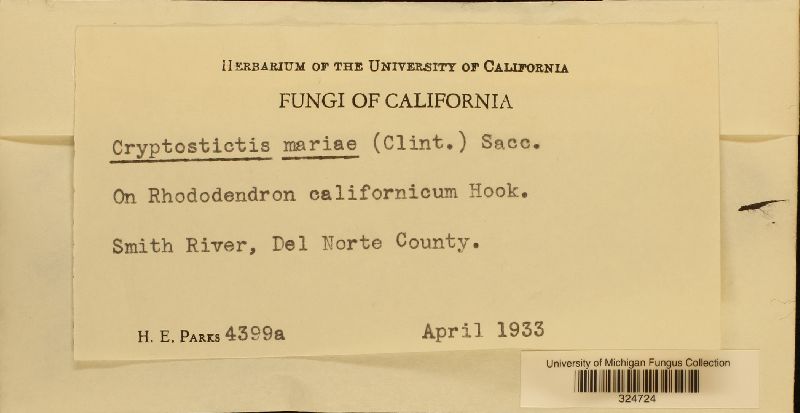 HERBARIUM OF THE UNIVERSITY OF CALIFORNIA
FUNGI OF CALIFORNIA
Cryptostictis mariae (Clint.) Sacc.
On Rhododendron californicum Hook.
Smith River, Del Norte County.
H. E. PARKS 4399a April 1933
University of Michigan Fungus Collection
324724